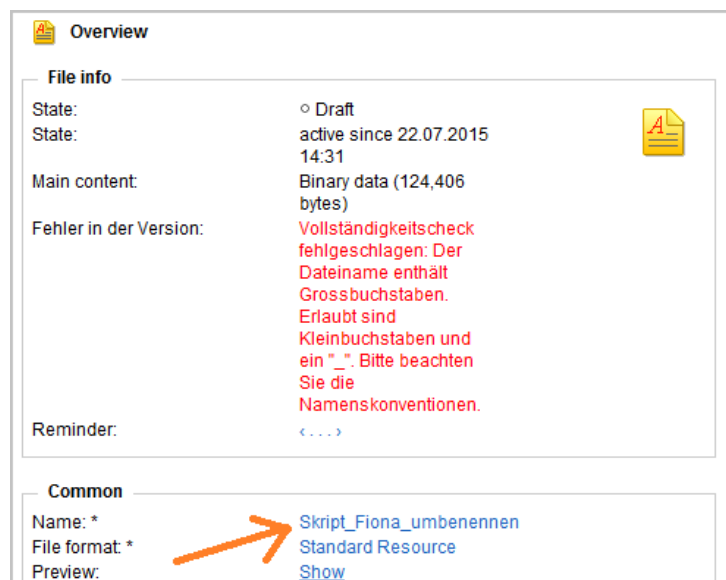 Overview
File info
State: ○ Draft
State: active since 22.07.2015
14:31
Main content: Binary data (124,406
bytes)
Fehler in der Version: Vollständigkeitscheck
fehlgeschlagen: Der
Dateiname enthält
Grossbuchstaben.
Erlaubt sind
Kleinbuchstaben und
ein "_". Bitte beachten
Sie die
Namenskonventionen.
Reminder: ‹ . . . ›
Common
Name: * Skript_Fiona_umbenennen
File format: * Standard Resource
Preview: Show